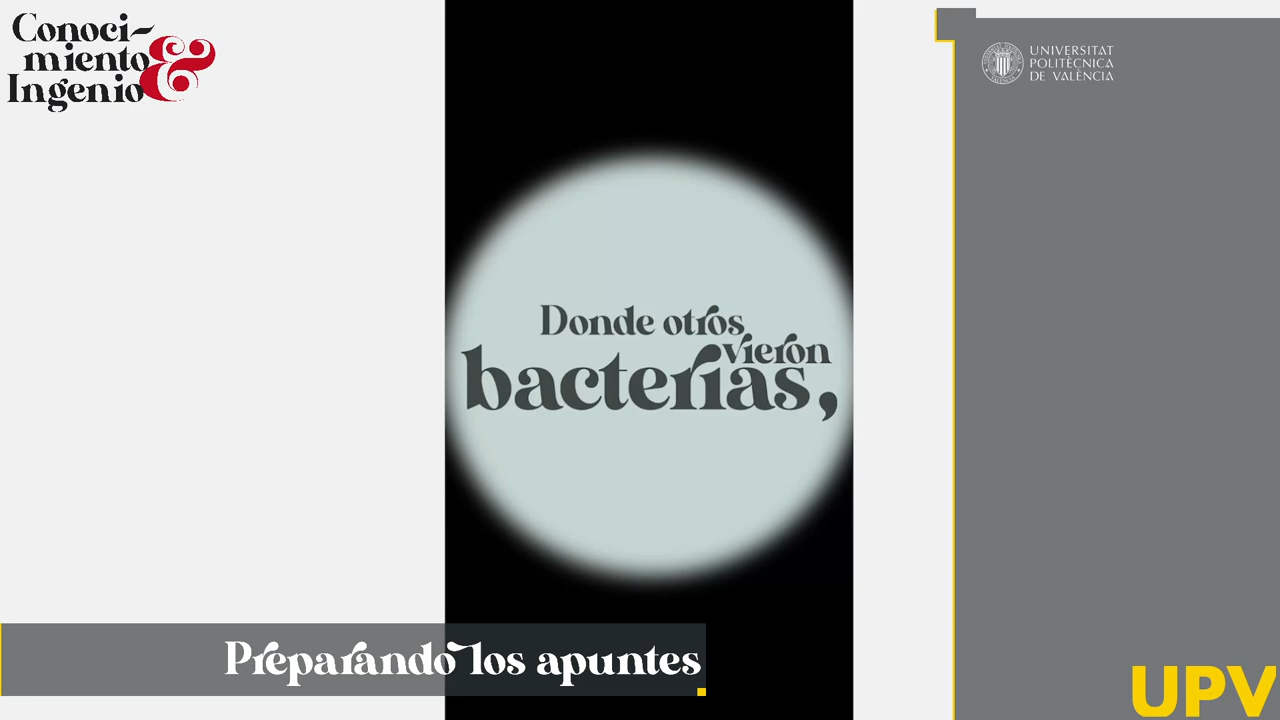 Conoci-
miento &
Ingenio
UNIVERSITAT
POLITÈCNICA
DE VALÈNCIA
Donde otros
vieron
bacterias,
Preparando los apuntes
UPV